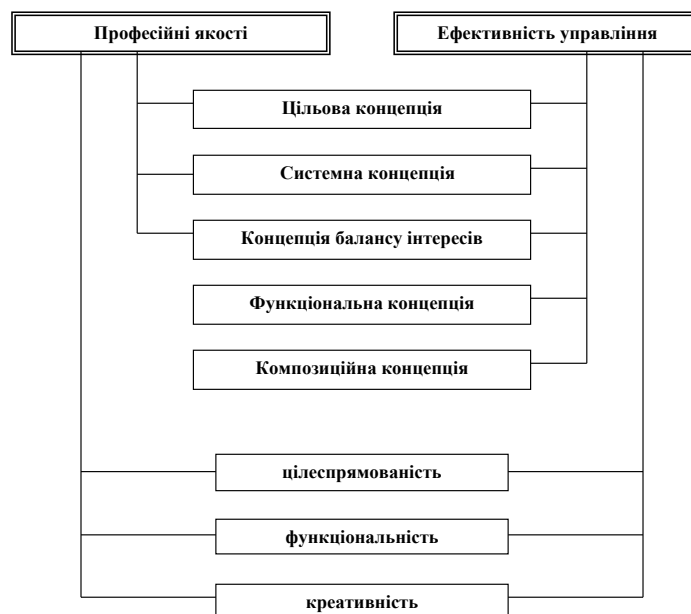 Професійні якості
Ефективність управління
Цільова концепція
Системна концепція
Концепція балансу інтересів
Функціональна концепція
Композиційна концепція
цілеспрямованість
функціональність
креативність